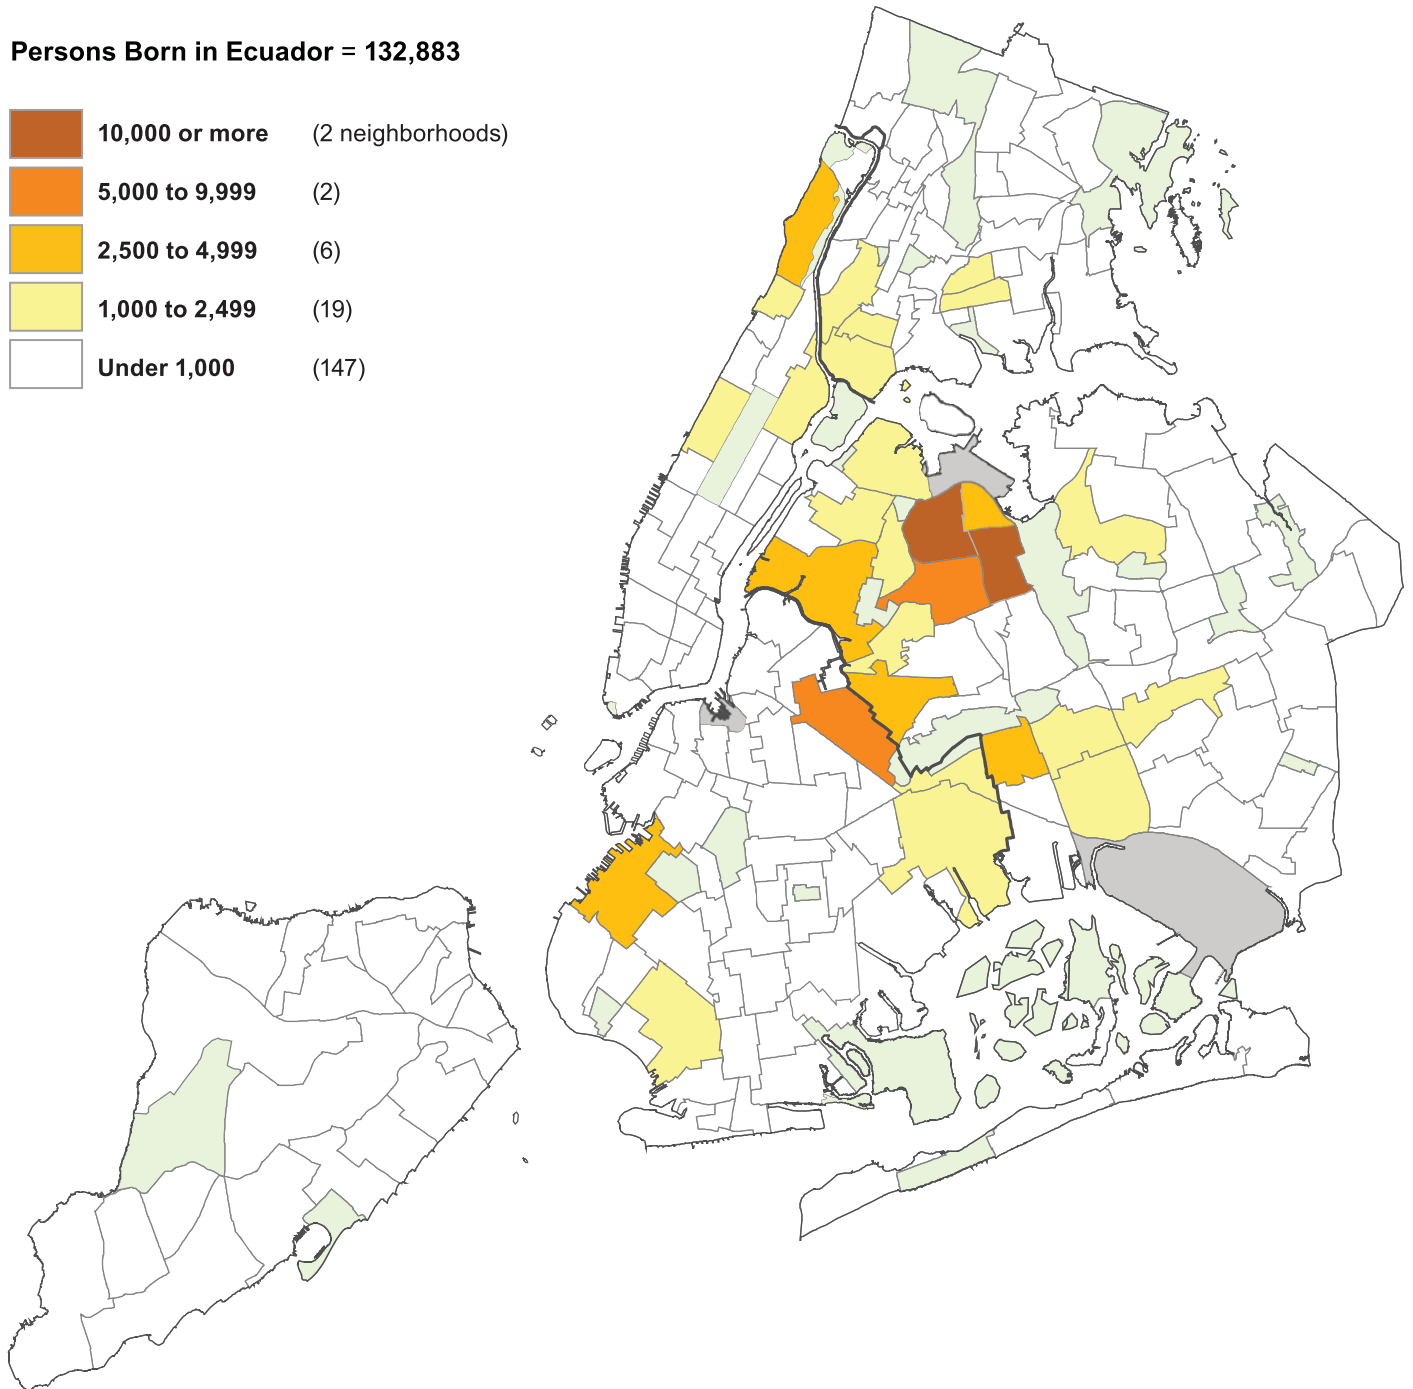 Persons Born in Ecuador = 132,883
10,000 or more (2 neighborhoods)
5,000 to 9,999 (2)
2,500 to 4,999 (6)
1,000 to 2,499 (19)
Under 1,000 (147)